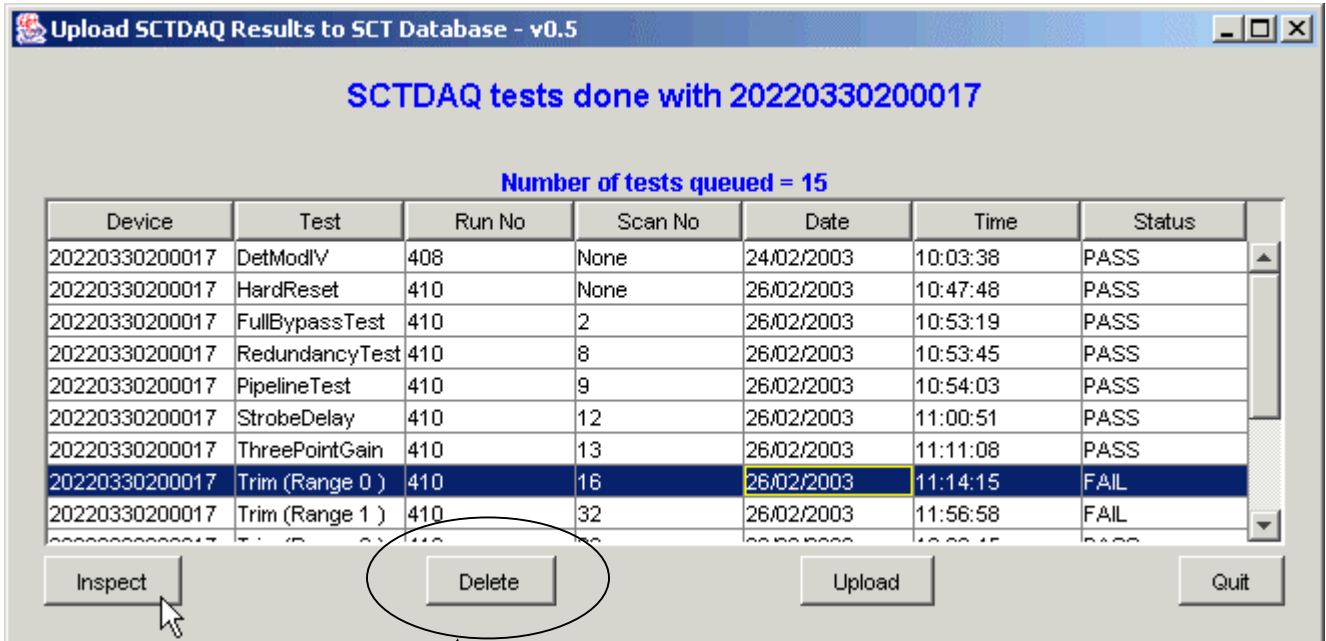 Upload SCTDAQ Results to SCT Database - v0.5
SCTDAQ tests done with 20220330200017
Number of tests queued = 15
Device Test Run No Scan No Date Time Status
20220330200017 DetModIV 408 None 24/02/2003 10:03:38 PASS
20220330200017 HardReset 410 None 26/02/2003 10:47:48 PASS
20220330200017 FullBypassTest 410 2 26/02/2003 10:53:19 PASS
20220330200017 RedundancyTest 410 8 26/02/2003 10:53:45 PASS
20220330200017 PipelineTest 410 9 26/02/2003 10:54:03 PASS
20220330200017 StrobeDelay 410 12 26/02/2003 11:00:51 PASS
20220330200017 ThreePointGain 410 13 26/02/2003 11:11:08 PASS
20220330200017 Trim (Range 0 ) 410 16 26/02/2003 11:14:15 FAIL
20220330200017 Trim (Range 1 ) 410 32 26/02/2003 11:56:58 FAIL
Inspect Delete Upload Quit